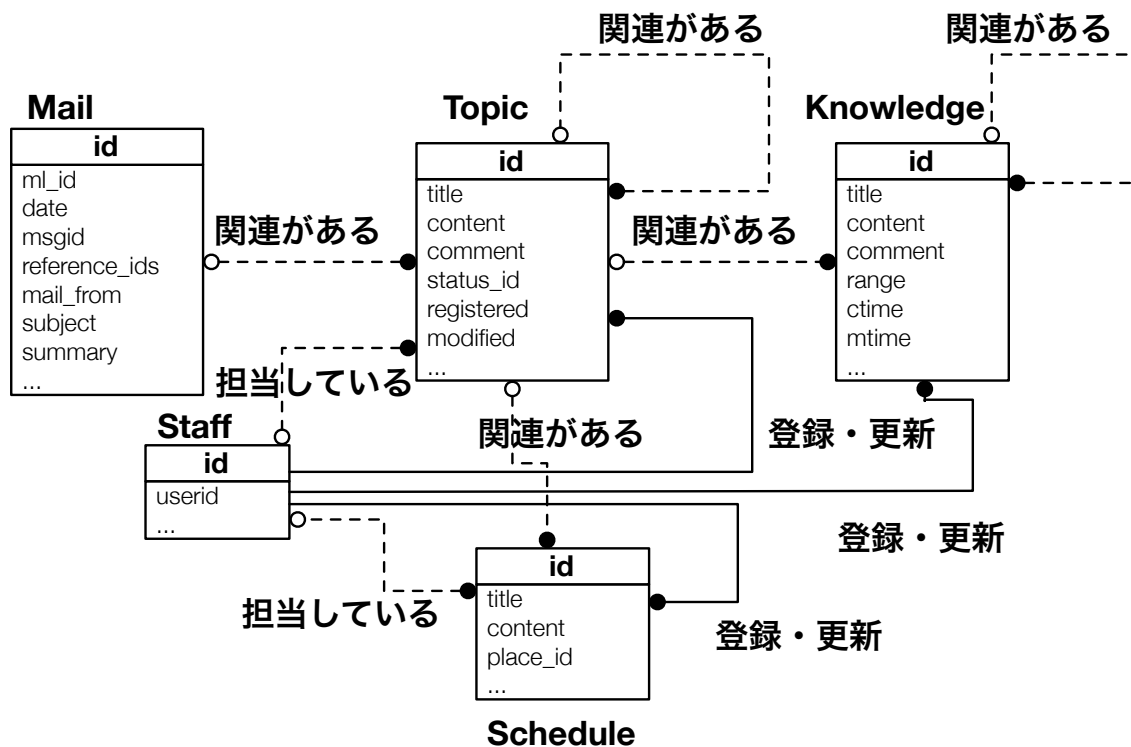 関連がある
関連がある
Mail
id
ml_id
date
msgid
reference_ids
mail_from
subject
summary
...
関連がある
Topic
id
title
content
comment
status_id
registered
modified
...
関連がある
Knowledge
id
title
content
comment
range
ctime
mtime
...
担当している
Staff
id
userid
...
関連がある
登録・更新
登録・更新
担当している
id
title
content
place_id
...
登録・更新
Schedule